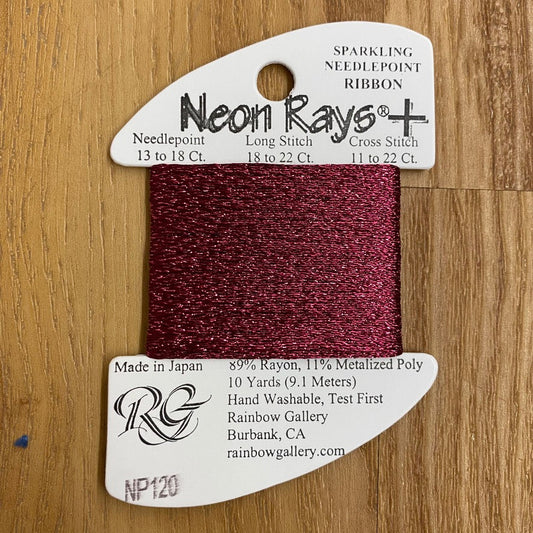 SPARKLING
NEEDLEPOINT
RIBBON
Neon Rays®+
Needlepoint Long Stitch Cross Stitch
13 to 18 Ct. 18 to 22 Ct. 11 to 22 Ct.
Made in Japan 89% Rayon, 11% Metalized Poly
10 Yards (9.1 Meters)
Hand Washable, Test First
RG Rainbow Gallery
Burbank, CA
rainbowgallery.com
NP120